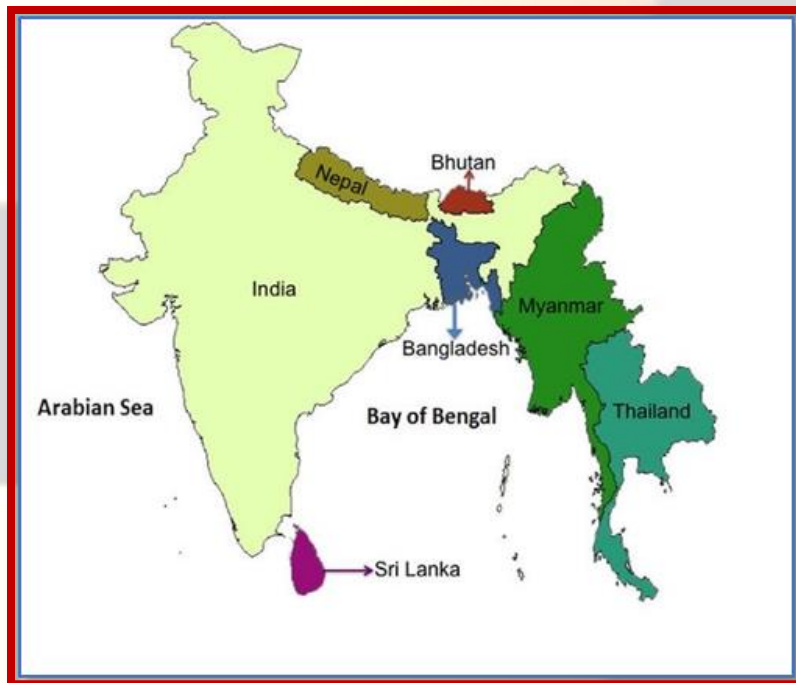 Bhutan
Nepal
India
Myanmar
Bangladesh
Arabian Sea
Bay of Bengal
Thailand
Sri Lanka